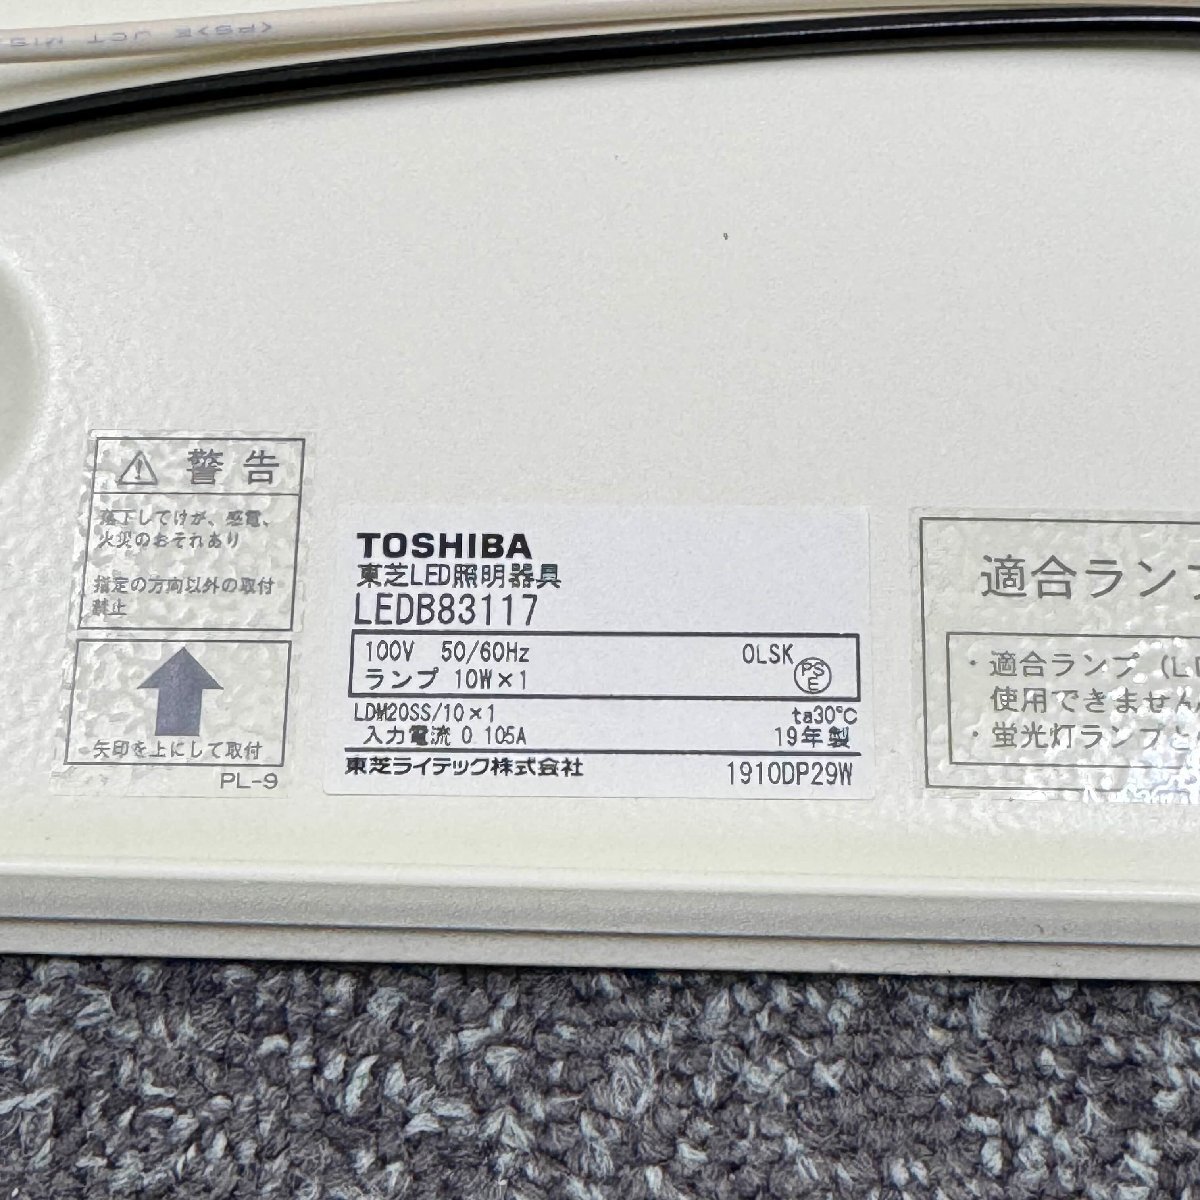 警告
落下してけが、感電、
火災のおそれあり
指定の方向以外の取付
禁止
矢印を上にして取付
PL-9
TOSHIBA
東芝LED照明器具
LEDB83117
100V 50/60Hz
OLSK
ランプ 10W×1
PS
E
LDM20SS/10×1
ta30℃
入力電流 0 105A
19年製
東芝ライテック株式会社
1910DP29W
適合ランプ
・適合ランプ (L
使用できません
・蛍光灯ランプと